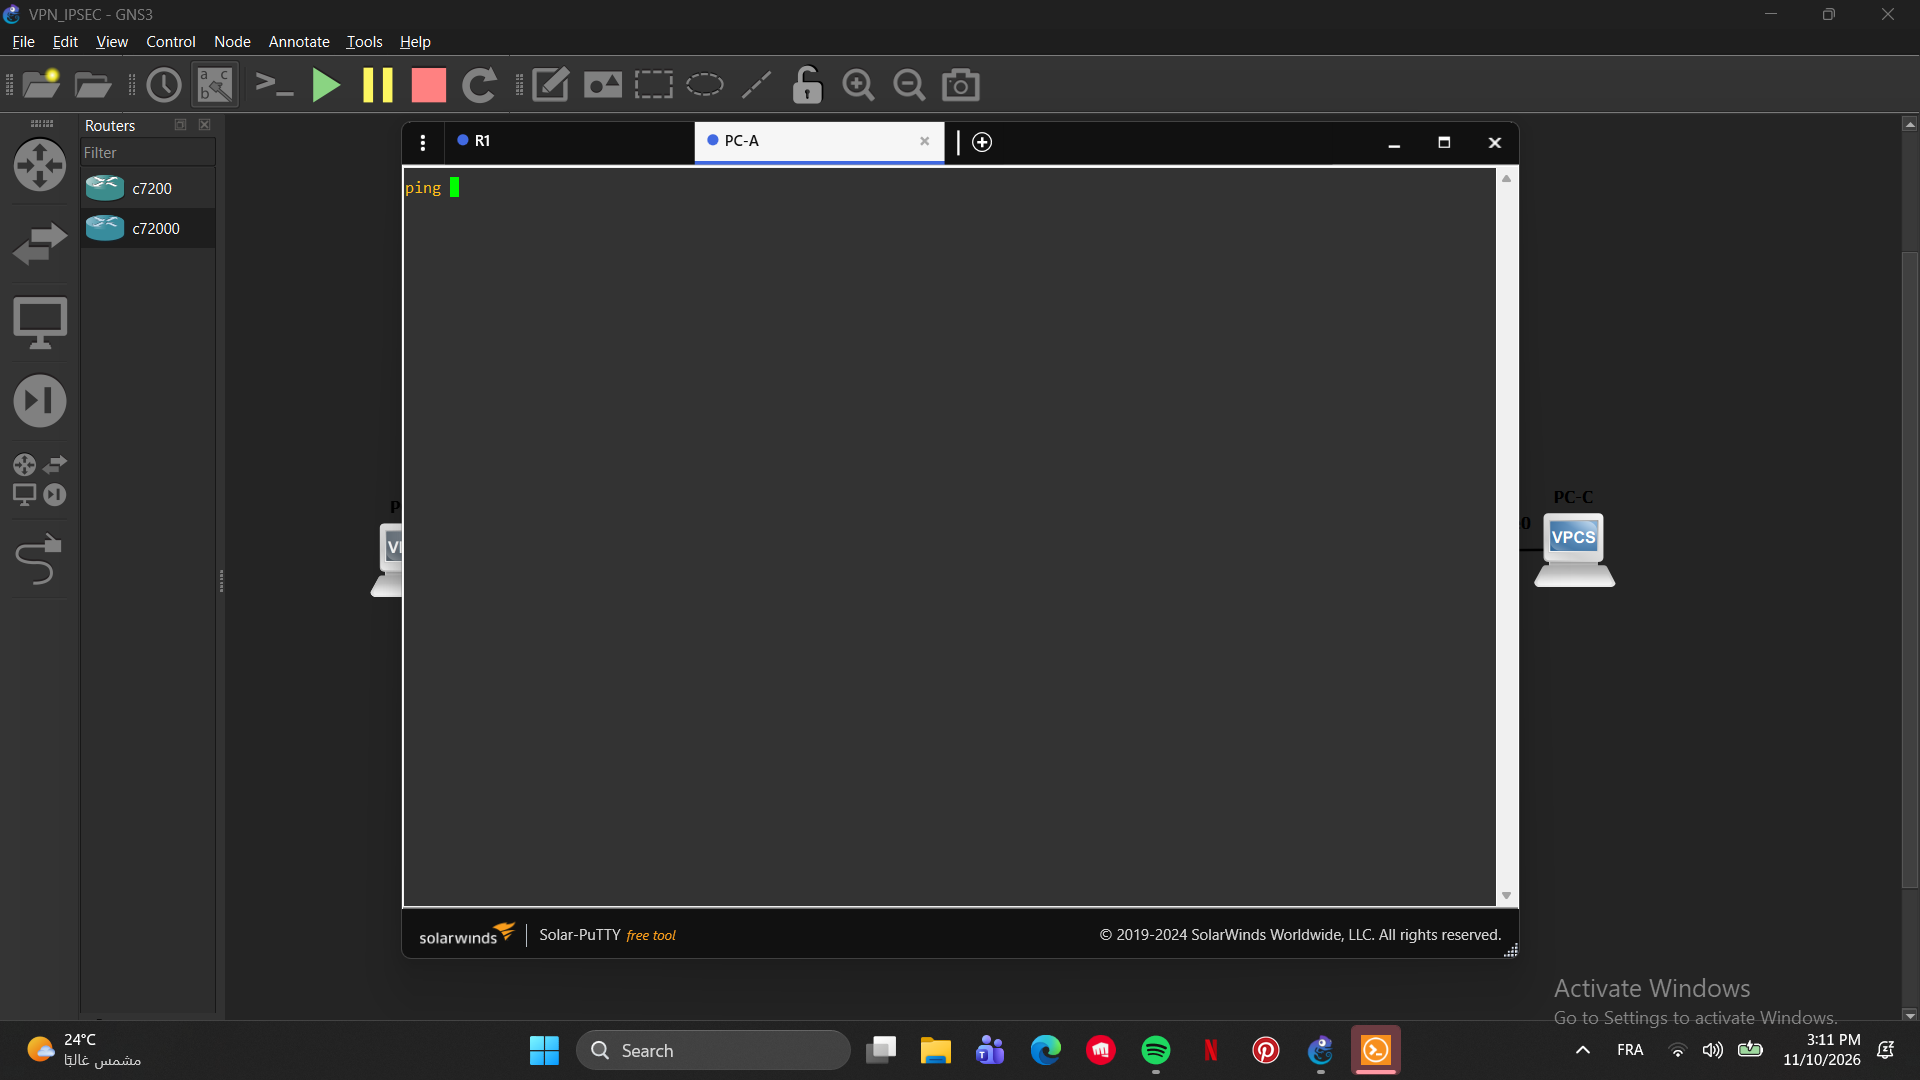 VPN_IPSEC - GNS3
File Edit View Control Node Annotate Tools Help
a c
b
Routers
Filter
c7200
c72000
R1
PC-A
ping
P
VI
PC-C
0
VPCS
solarwinds
Solar-PuTTY free tool
© 2019-2024 SolarWinds Worldwide, LLC. All rights reserved.
Activate Windows
Go to Settings to activate Windows.
24°C
مشمس غالبًا
Search
FRA
3:11 PM
11/10/2026